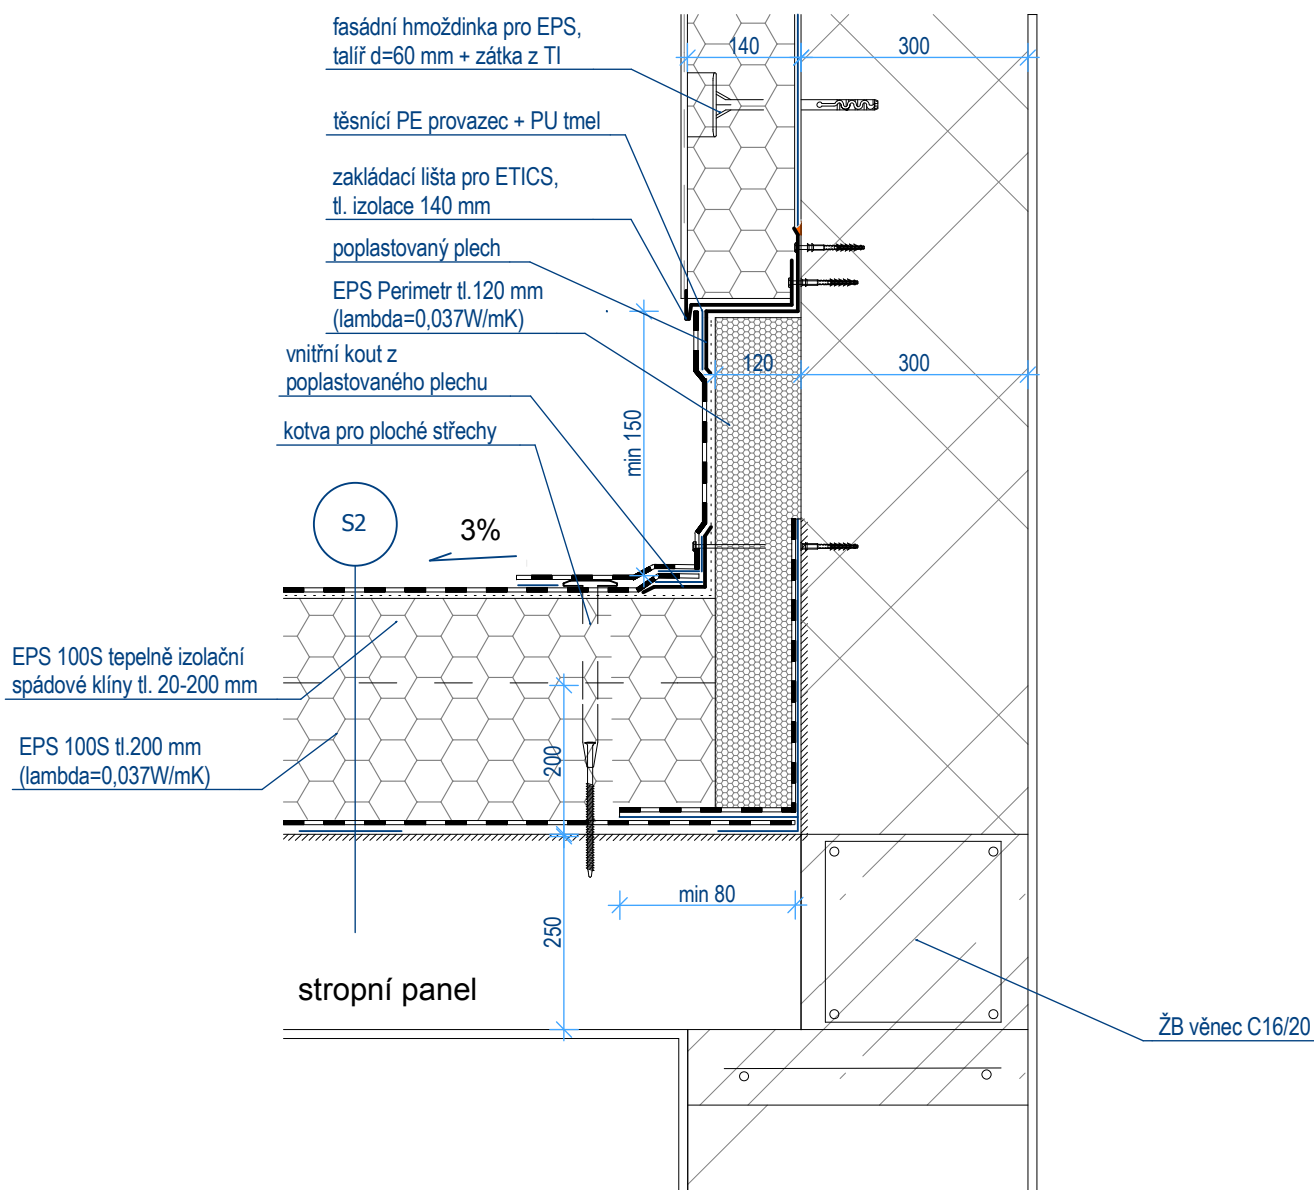 fasádní hmoždinka pro EPS,
talíř d=60 mm + zátka z TI
140
300
těsnící PE provazec + PU tmel
zakládací lišta pro ETICS,
tl. izolace 140 mm
poplastovaný plech
EPS Perimetr tl.120 mm
(lambda=0,037W/mK)
vnitřní kout z
poplastovaného plechu
120
300
kotva pro ploché střechy
min 150
S2
3%
EPS 100S tepelně izolační
spádové klíny tl. 20-200 mm
EPS 100S tl.200 mm
(lambda=0,037W/mK)
200
min 80
250
stropní panel
ŽB věnec C16/20